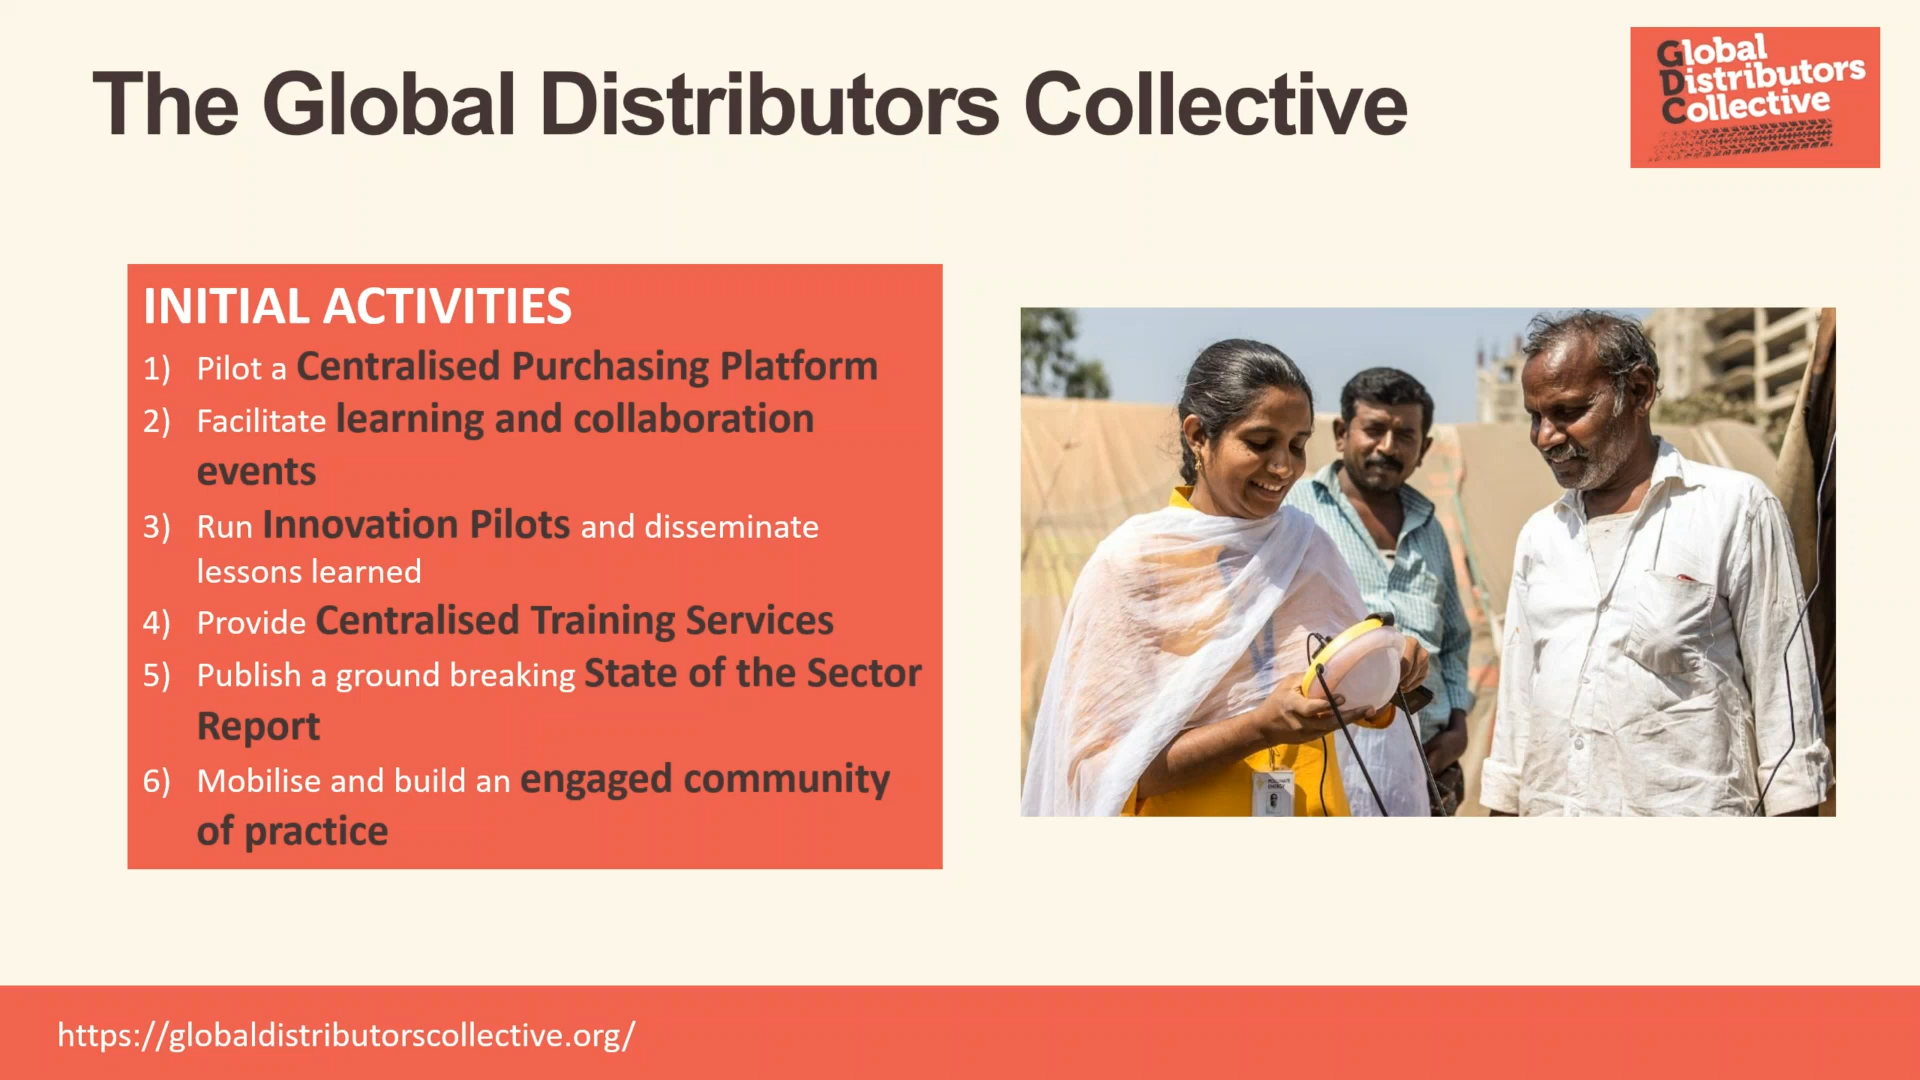 The Global Distributors Collective
Global
Distributors
Collective
INITIAL ACTIVITIES
1) Pilot a Centralised Purchasing Platform
2) Facilitate learning and collaboration
events
3) Run Innovation Pilots and disseminate
lessons learned
4) Provide Centralised Training Services
5) Publish a ground breaking State of the Sector
Report
6) Mobilise and build an engaged community
of practice
https://globaldistributorscollective.org/